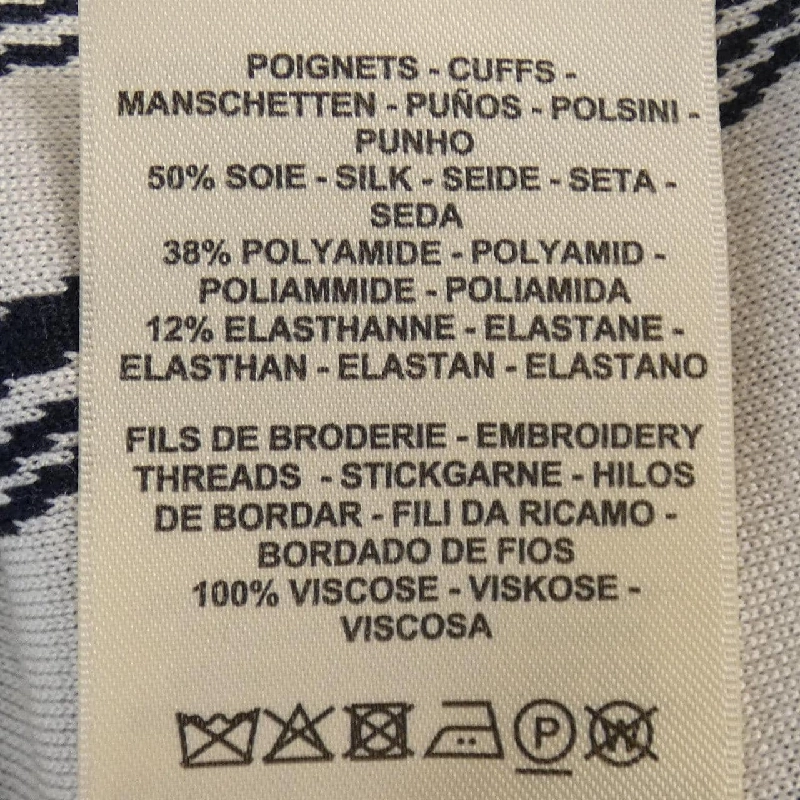 POIGNETS - CUFFS -
MANSCHETTEN - PUÑOS - POLSINI -
PUNHO
50% SOIE - SILK - SEIDE - SETA -
SEDA
38% POLYAMIDE - POLYAMID -
POLIAMMIDE - POLIAMIDA
12% ELASTHANNE - ELASTANE -
ELASTHAN - ELASTAN - ELASTANO
FILS DE BRODERIE - EMBROIDERY
THREADS - STICKGARNE - HILOS
DE BORDAR - FILI DA RICAMO -
BORDADO DE FIOS
100% VISCOSE - VISKOSE -
VISCOSA
P W